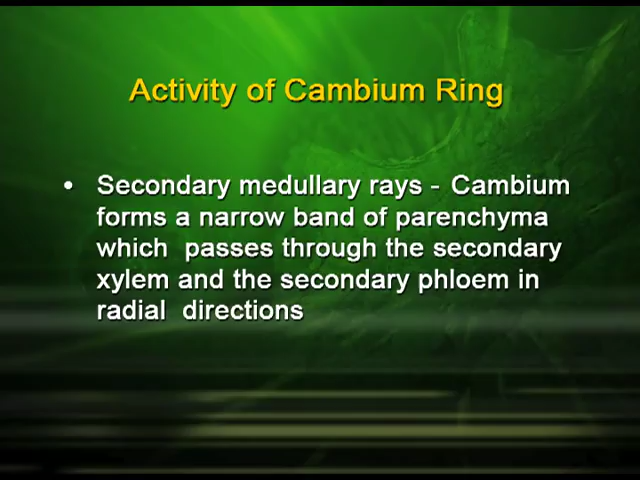 Activity of Cambium Ring
• Secondary medullary rays - Cambium
forms a narrow band of parenchyma
which passes through the secondary
xylem and the secondary phloem in
radial directions